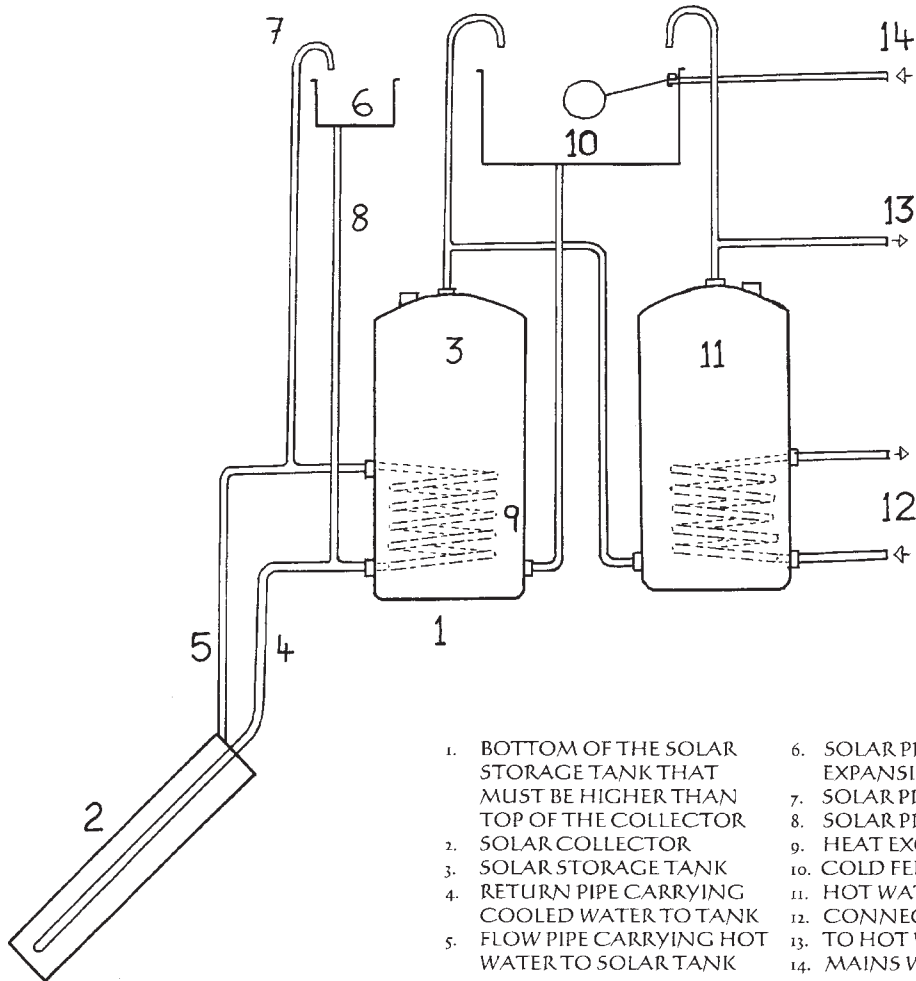 7
6
14
10
8
13
3
11
9
12
1
5
4
2
1. BOTTOM OF THE SOLAR
STORAGE TANK THAT
MUST BE HIGHER THAN
TOP OF THE COLLECTOR
2. SOLAR COLLECTOR
3. SOLAR STORAGE TANK
4. RETURN PIPE CARRYING
COOLED WATER TO TANK
5. FLOW PIPE CARRYING HOT
WATER TO SOLAR TANK
6. SOLAR
7. SOLAR
8. SOLAR
9. HEAT
10. COLD
11. HOT
12.
13. TO HOT
14. MAINS